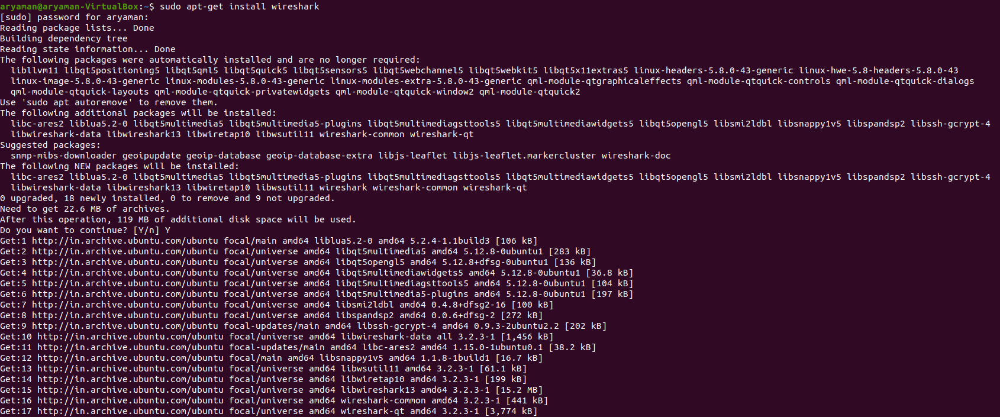 aryaman@aryaman-VirtualBox:~$ sudo apt-get install wireshark
[sudo] password for aryaman:
Reading package lists... Done
Building dependency tree
Reading state information... Done
The following packages were automatically installed and are no longer required:
  libllvm11 libqt5positioning5 libqt5qml5 libqt5quick5 libqt5sensors5 libqt5webchannel5 libqt5webkit5 libqt5x11extras5 linux-headers-5.8.0-43-generic linux-hwe-5.8-headers-5.8.0-43
  linux-image-5.8.0-43-generic linux-modules-5.8.0-43-generic linux-modules-extra-5.8.0-43-generic qml-module-qtgraphicaleffects qml-module-qtquick-controls qml-module-qtquick-dialogs
  qml-module-qtquick-layouts qml-module-qtquick-privatewidgets qml-module-qtquick-window2 qml-module-qtquick2
Use 'sudo apt autoremove' to remove them.
The following additional packages will be installed:
  libc-ares2 liblua5.2-0 libqt5multimedia5 libqt5multimedia5-plugins libqt5multimediagsttools5 libqt5multimediawidgets5 libqt5opengl5 libsmi2ldbl libsnappy1v5 libspandsp2 libssh-gcrypt-4
  libwireshark-data libwireshark13 libwiretap10 libwsutil11 wireshark-common wireshark-qt
Suggested packages:
  snmp-mibs-downloader geoipupdate geoip-database geoip-database-extra libjs-leaflet libjs-leaflet.markercluster wireshark-doc
The following NEW packages will be installed:
  libc-ares2 liblua5.2-0 libqt5multimedia5 libqt5multimedia5-plugins libqt5multimediagsttools5 libqt5multimediawidgets5 libqt5opengl5 libsmi2ldbl libsnappy1v5 libspandsp2 libssh-gcrypt-4
  libwireshark-data libwireshark13 libwiretap10 libwsutil11 wireshark wireshark-common wireshark-qt
0 upgraded, 18 newly installed, 0 to remove and 9 not upgraded.
Need to get 22.6 MB of archives.
After this operation, 119 MB of additional disk space will be used.
Do you want to continue? [Y/n] Y
Get:1 http://in.archive.ubuntu.com/ubuntu focal/main amd64 liblua5.2-0 amd64 5.2.4-1.1build3 [106 kB]
Get:2 http://in.archive.ubuntu.com/ubuntu focal/universe amd64 libqt5multimedia5 amd64 5.12.8-0ubuntu1 [283 kB]
Get:3 http://in.archive.ubuntu.com/ubuntu focal/universe amd64 libqt5opengl5 amd64 5.12.8+dfsg-0ubuntu1 [136 kB]
Get:4 http://in.archive.ubuntu.com/ubuntu focal/universe amd64 libqt5multimediawidgets5 amd64 5.12.8-0ubuntu1 [36.8 kB]
Get:5 http://in.archive.ubuntu.com/ubuntu focal/universe amd64 libqt5multimediagsttools5 amd64 5.12.8-0ubuntu1 [104 kB]
Get:6 http://in.archive.ubuntu.com/ubuntu focal/universe amd64 libqt5multimedia5-plugins amd64 5.12.8-0ubuntu1 [197 kB]
Get:7 http://in.archive.ubuntu.com/ubuntu focal/universe amd64 libsmi2ldbl amd64 0.4.8+dfsg2-16 [100 kB]
Get:8 http://in.archive.ubuntu.com/ubuntu focal/universe amd64 libspandsp2 amd64 0.0.6+dfsg-2 [272 kB]
Get:9 http://in.archive.ubuntu.com/ubuntu focal-updates/main amd64 libssh-gcrypt-4 amd64 0.9.3-2ubuntu2.2 [202 kB]
Get:10 http://in.archive.ubuntu.com/ubuntu focal/universe amd64 libwireshark-data all 3.2.3-1 [1,456 kB]
Get:11 http://in.archive.ubuntu.com/ubuntu focal-updates/main amd64 libc-ares2 amd64 1.15.0-1ubuntu0.1 [38.2 kB]
Get:12 http://in.archive.ubuntu.com/ubuntu focal/main amd64 libsnappy1v5 amd64 1.1.8-1build1 [16.7 kB]
Get:13 http://in.archive.ubuntu.com/ubuntu focal/universe amd64 libwsutil11 amd64 3.2.3-1 [61.1 kB]
Get:14 http://in.archive.ubuntu.com/ubuntu focal/universe amd64 libwiretap10 amd64 3.2.3-1 [199 kB]
Get:15 http://in.archive.ubuntu.com/ubuntu focal/universe amd64 libwireshark13 amd64 3.2.3-1 [15.2 MB]
Get:16 http://in.archive.ubuntu.com/ubuntu focal/universe amd64 wireshark-common amd64 3.2.3-1 [441 kB]
Get:17 http://in.archive.ubuntu.com/ubuntu focal/universe amd64 wireshark-qt amd64 3.2.3-1 [3,774 kB]